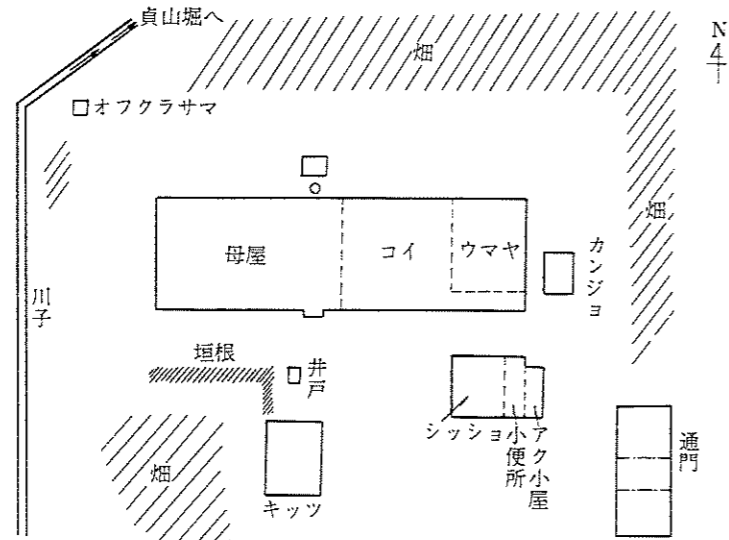 貞山堀へ
N
4
畑
オフクラサマ
畑
母屋
コイ
ウマヤ
カンジョ
川子
垣根
井戸
シッショ
小便所
アク小屋
通門
畑
キッツ